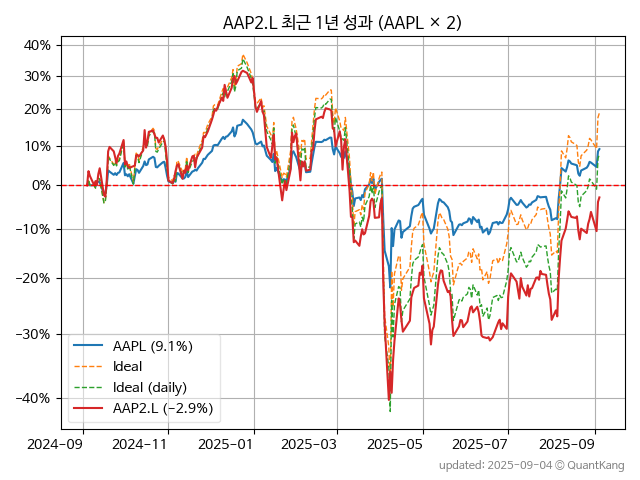 AAP2.L 최근 1년 성과 (AAPL × 2)
40%
30%
20%
10%
0%
−10%
−20%
−30%
−40%
AAPL (9.1%)
Ideal
Ideal (daily)
AAP2.L (−2.9%)
2024−09
2024−11
2025−01
2025−03
2025−05
2025−07
2025−09
updated: 2025−09−04 © QuantKang